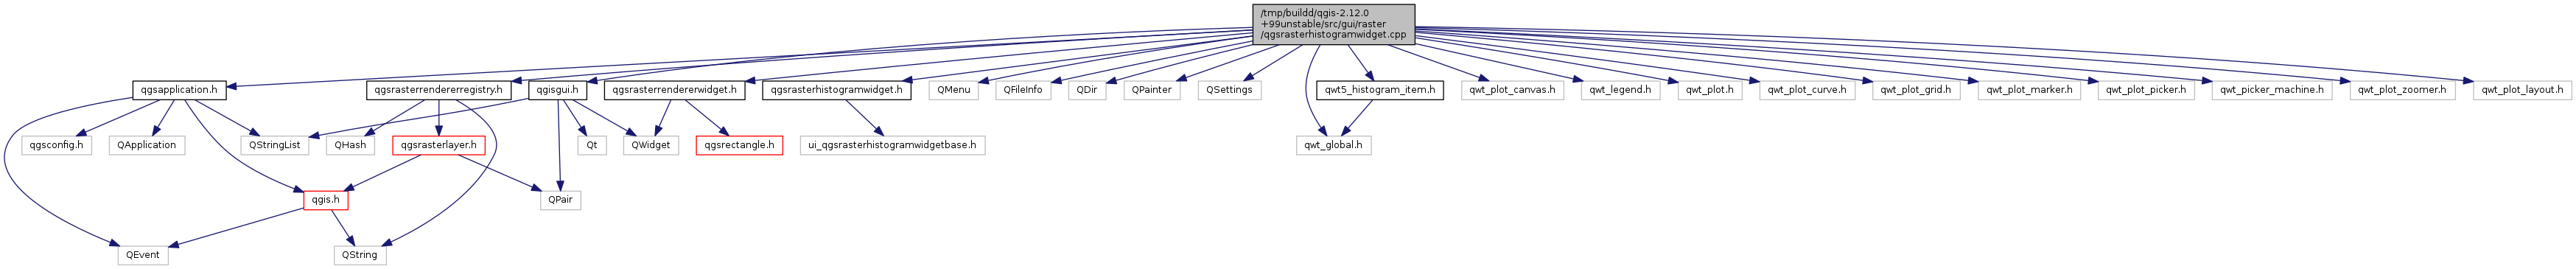 /tmp/buildd/qgis-2.12.0
+99unstable/src/gui/raster
/qgsrasterhistogramwidget.cpp
qgsapplication.h
qgsrasterrendererregistry.h
qgisgui.h
qgsrasterrendererwidget.h
qgsrasterhistogramwidget.h
QMenu
QFileInfo
QDir
QPainter
QSettings
qwt5_histogram_item.h
qwt_plot_canvas.h
qwt_legend.h
qwt_plot.h
qwt_plot_curve.h
qwt_plot_grid.h
qwt_plot_marker.h
qwt_plot_picker.h
qwt_picker_machine.h
qwt_plot_zoomer.h
qwt_plot_layout.h
qgsconfig.h
QApplication
QStringList
QHash
qgsrasterlayer.h
Qt
QWidget
qgsrectangle.h
ui_qgsrasterhistogramwidgetbase.h
qwt_global.h
qgis.h
QPair
QEvent
QString